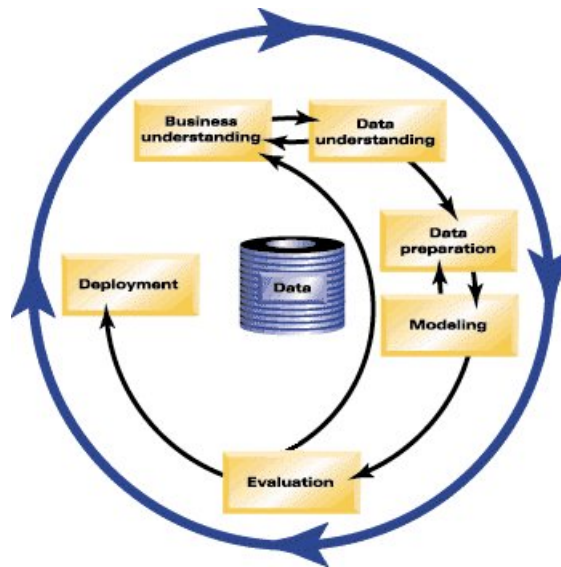 Business
understanding
Data
understanding
Data
preparation
Modeling
Evaluation
Deployment
Data